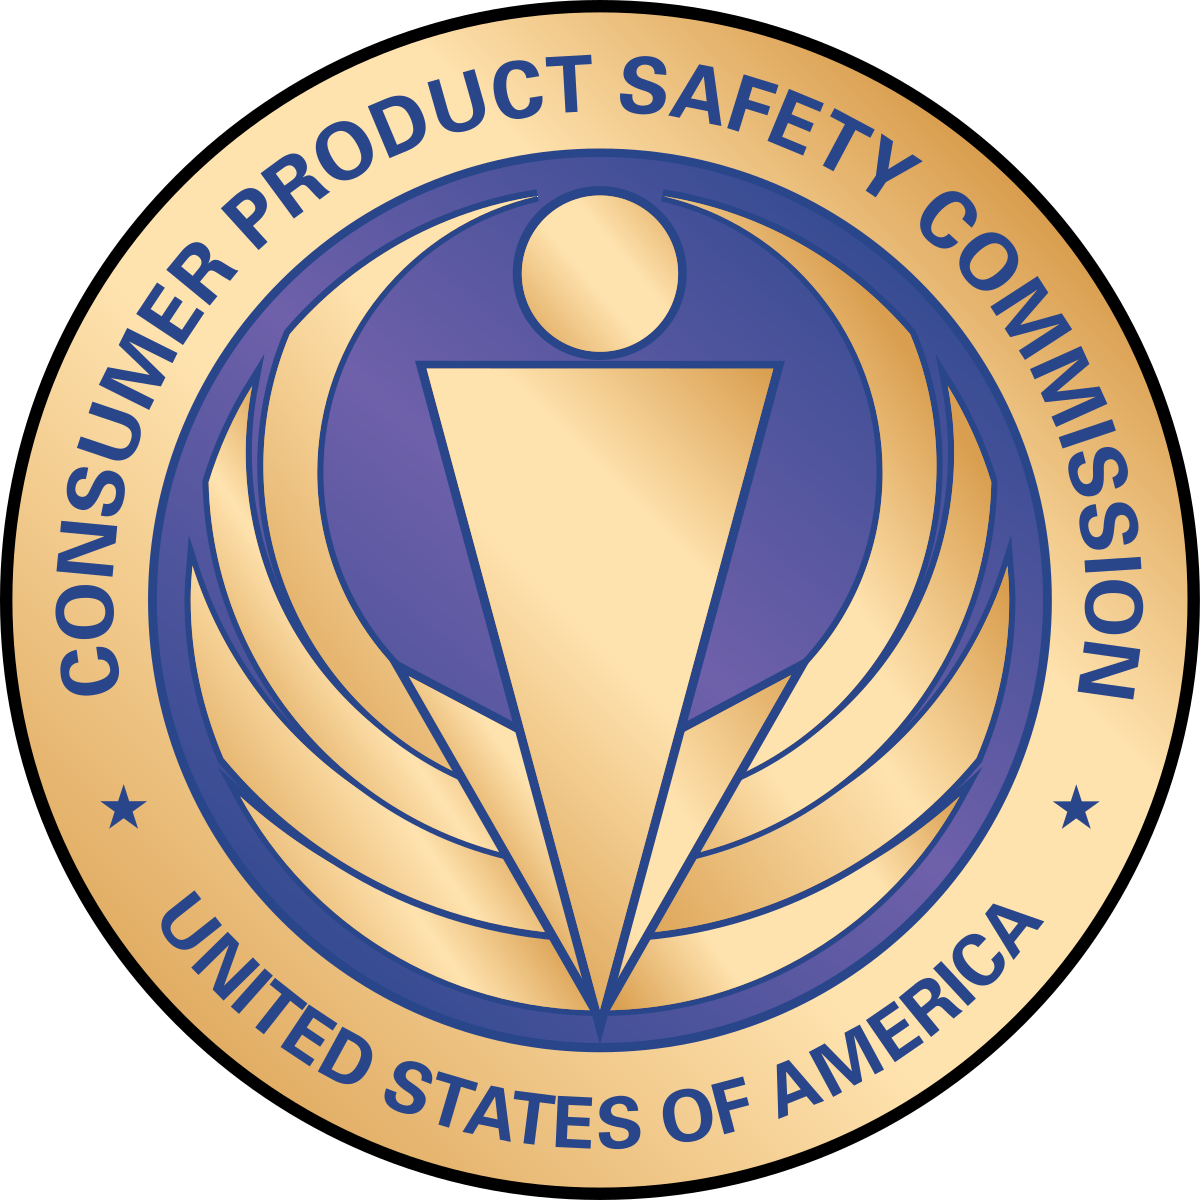 CONSUMER PRODUCT SAFETY COMMISSION
UNITED STATES OF AMERICA